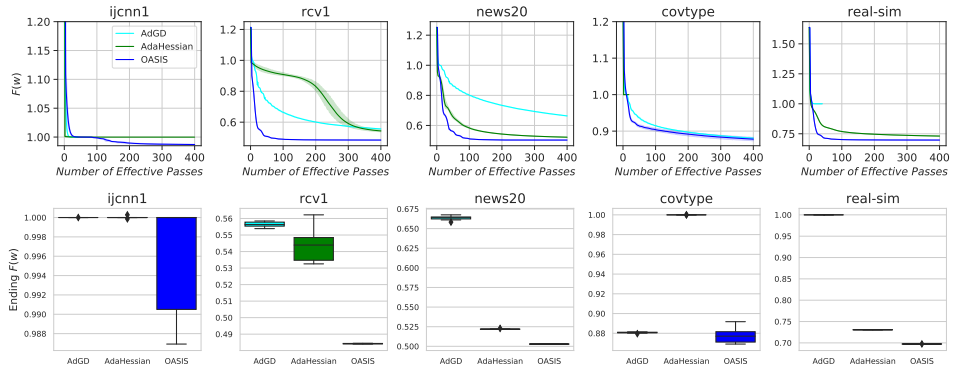 ijcnn1
rcv1
news20
covtype
real-sim
AdGD
AdaHessian
OASIS
F(w)
1.20
1.15
1.10
1.05
1.00
0 100 200 300 400
Number of Effective Passes
1.2
1.0
0.8
0.6
0 100 200 300 400
Number of Effective Passes
1.2
1.0
0.8
0.6
0 100 200 300 400
Number of Effective Passes
1.2
1.1
1.0
0.9
0 100 200 300 400
Number of Effective Passes
1.50
1.25
1.00
0.75
0 100 200 300 400
Number of Effective Passes
ijcnn1
rcv1
news20
covtype
real-sim
Ending F(w)
1.000
0.998
0.996
0.994
0.992
0.990
0.988
AdGD AdaHessian OASIS
0.56
0.55
0.54
0.53
0.52
0.51
0.50
0.49
AdGD AdaHessian OASIS
0.675
0.650
0.625
0.600
0.575
0.550
0.525
0.500
AdGD AdaHessian OASIS
1.00
0.98
0.96
0.94
0.92
0.90
0.88
AdGD AdaHessian OASIS
1.00
0.95
0.90
0.85
0.80
0.75
0.70
AdGD AdaHessian OASIS